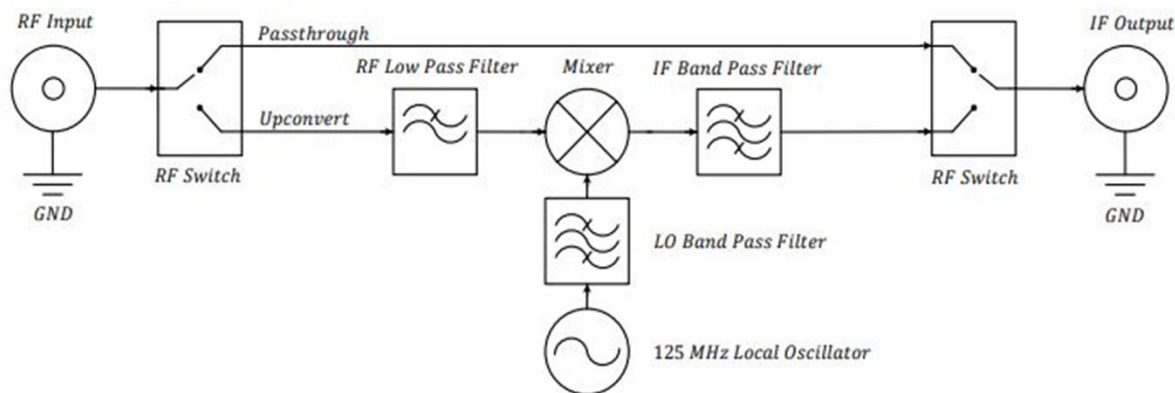 RF Input
IF Output
Passthrough
RF Low Pass Filter
Mixer
IF Band Pass Filter
Upconvert
RF Switch
RF Switch
GND
GND
LO Band Pass Filter
125 MHz Local Oscillator